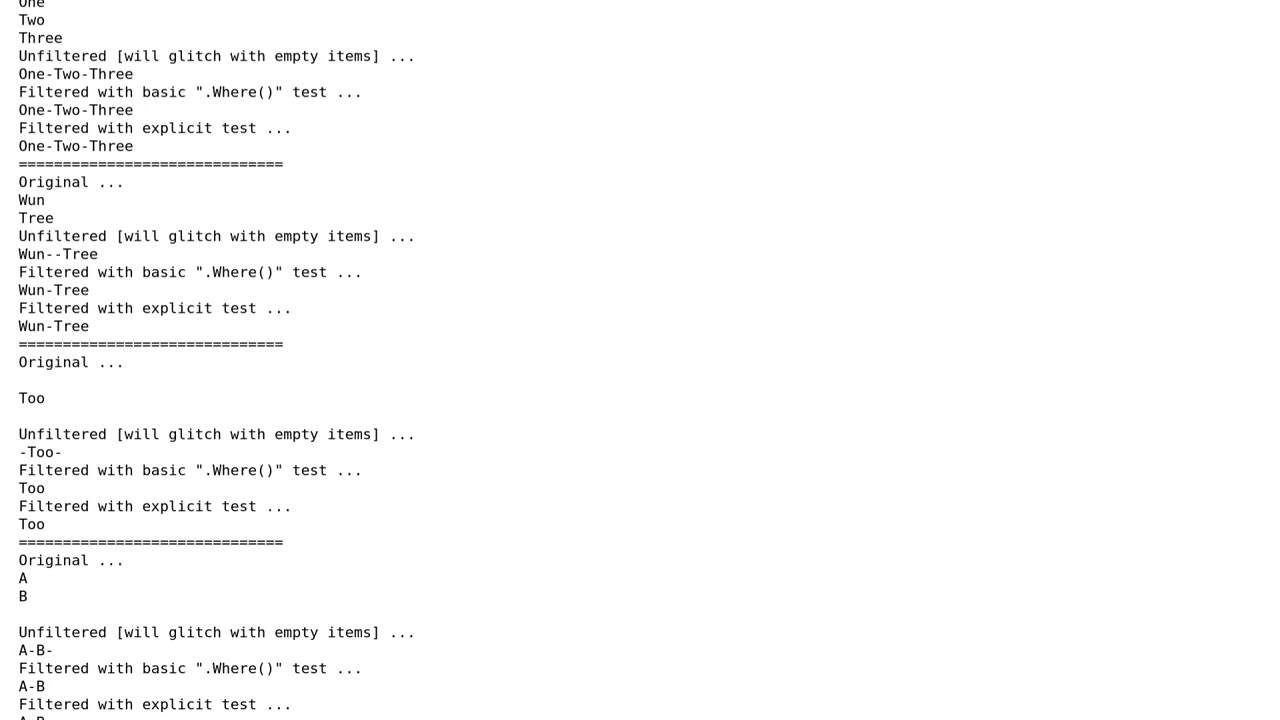 One
Two
Three
Unfiltered [will glitch with empty items] ...
One-Two-Three
Filtered with basic ".Where()" test ...
One-Two-Three
Filtered with explicit test ...
One-Two-Three
==============================
Original ...
Wun
Tree
Unfiltered [will glitch with empty items] ...
Wun--Tree
Filtered with basic ".Where()" test ...
Wun-Tree
Filtered with explicit test ...
Wun-Tree
==============================
Original ...
Too
Unfiltered [will glitch with empty items] ...
-Too-
Filtered with basic ".Where()" test ...
Too
Filtered with explicit test ...
Too
==============================
Original ...
A
B
Unfiltered [will glitch with empty items] ...
A-B-
Filtered with basic ".Where()" test ...
A-B
Filtered with explicit test ...
A-B